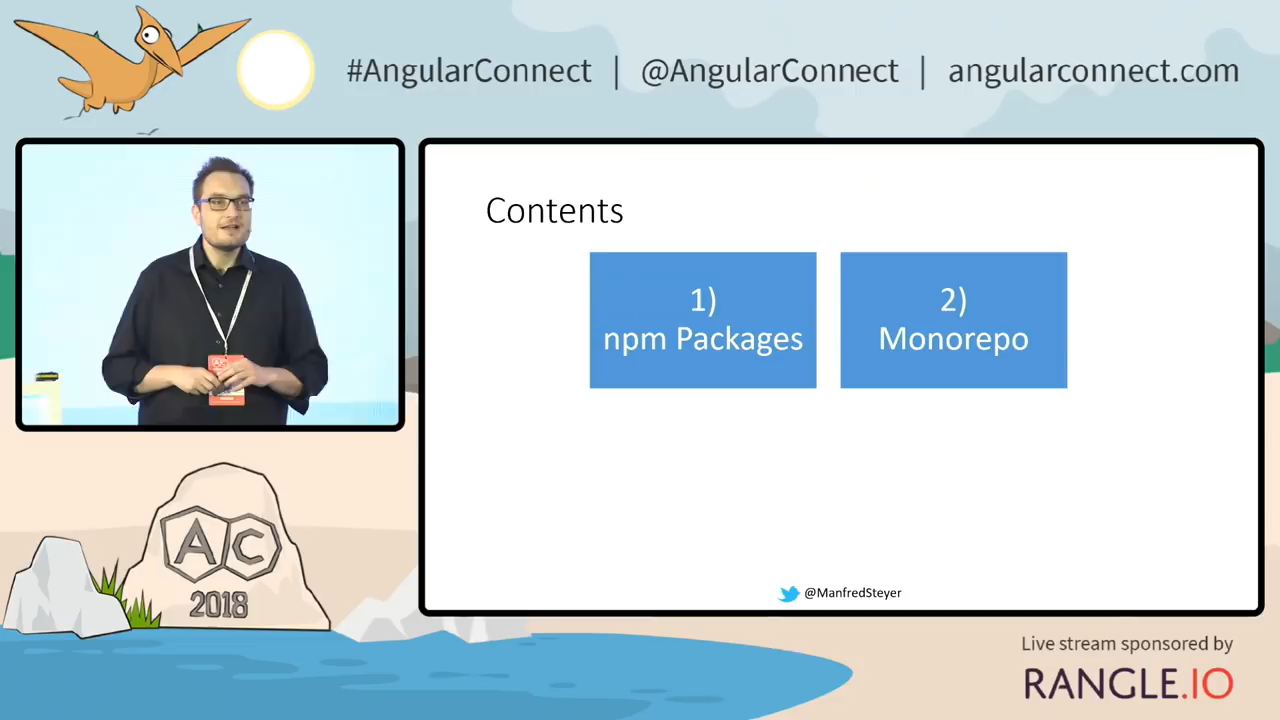 #AngularConnect | @AngularConnect | angularconnect.com
Contents
1)
npm Packages
2)
Monorepo
@ManfredSteyer
AC
2018
Live stream sponsored by
RANGLE.IO